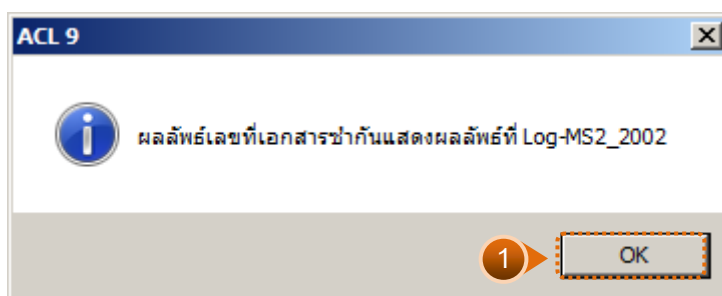 ACL 9
ผลลัพธ์เลขที่เอกสารซ้ำกันแสดงผลลัพธ์ที่ Log-MS2_2002
1
OK